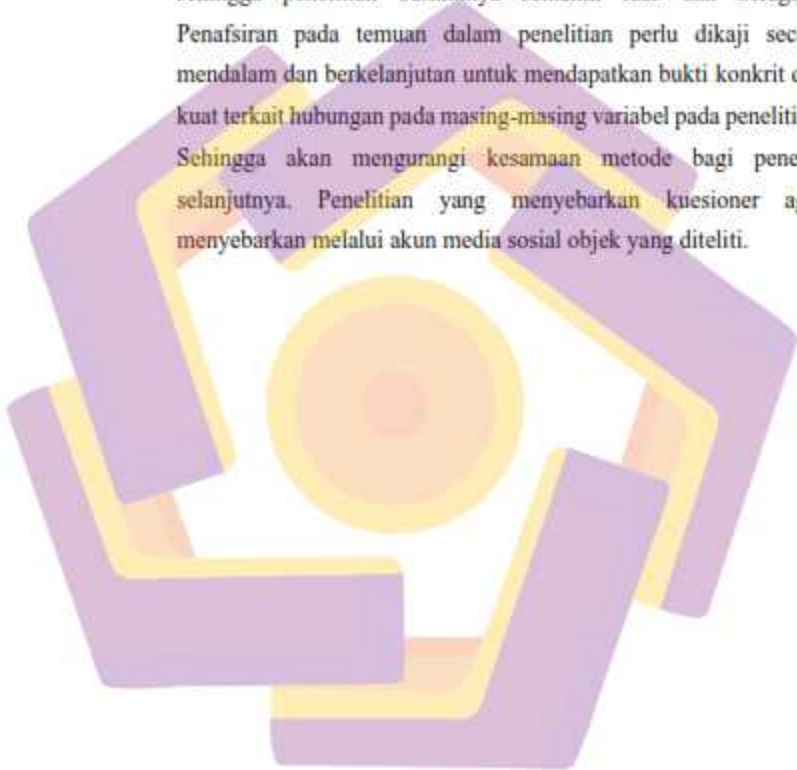 Penafsiran pada temuan dalam penelitian perlu dikaji sec
mendalam dan berkelanjutan untuk mendapatkan bukti konkrit d
kuat terkait hubungan pada masing-masing variabel pada peneliti
Sehingga akan mengurangi kesamaan metode bagi pene
selanjutnya. Penelitian yang menyebarkan kuesioner ag
menyebarkan melalui akun media sosial objek yang diteliti.